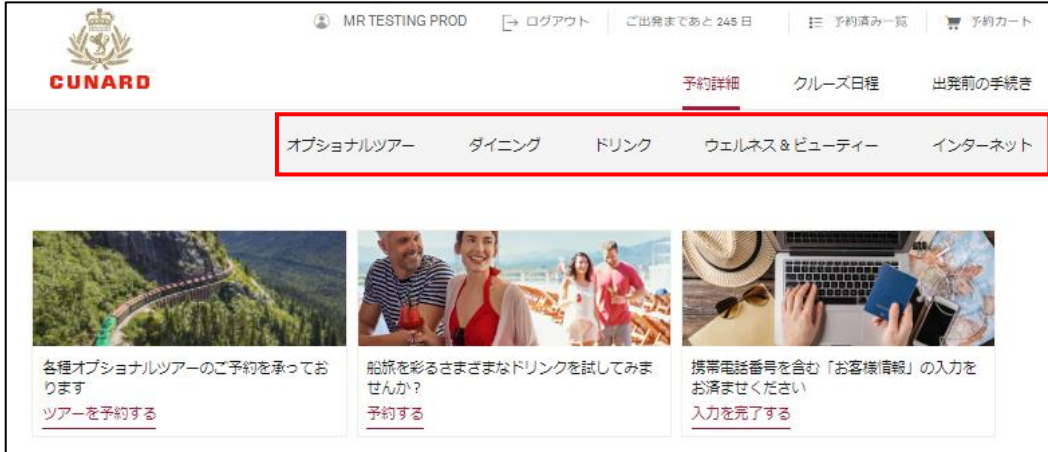 MR TESTING PROD ログアウト ご出発まであと 245 日 予約済み一覧 予約カート
CUNARD
予約詳細 クルーズ日程 出発前の手続き
オプショナルツアー ダイニング ドリンク ウェルネス＆ビューティー インターネット
各種オプショナルツアーのご予約を承ってお
ります
ツアーを予約する
船旅を彩るさまざまなドリンクを試してみま
せんか？
予約する
携帯電話番号を含む「お客様情報」の入力を
お済ませください
入力を完了する